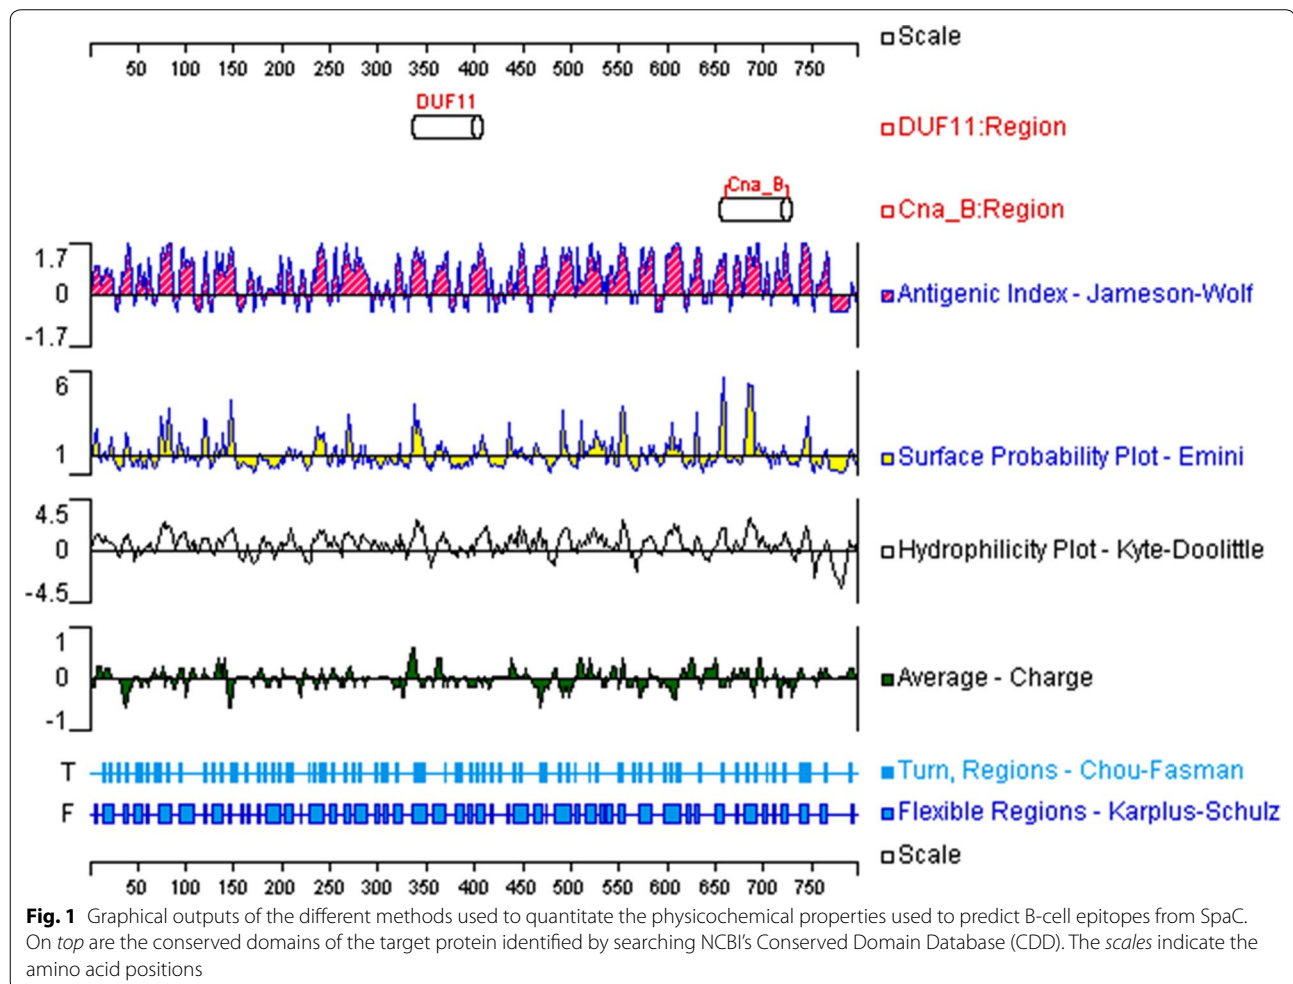 Scale
50 100 150 200 250 300 350 400 450 500 550 600 650 700 750
DUF11
DUF11:Region
Cna_B
Cna_B:Region
1.7
0
-1.7
Antigenic Index - Jameson-Wolf
6
1
Surface Probability Plot - Emini
4.5
0
-4.5
Hydrophilicity Plot - Kyte-Doolittle
1
0
-1
Average - Charge
T
Turn, Regions - Chou-Fasman
F
Flexible Regions - Karplus-Schulz
Scale
50 100 150 200 250 300 350 400 450 500 550 600 650 700 750
Fig. 1 Graphical outputs of the different methods used to quantitate the physicochemical properties used to predict B-cell epitopes from SpaC.
On top are the conserved domains of the target protein identified by searching NCBI's Conserved Domain Database (CDD). The scales indicate the
amino acid positions